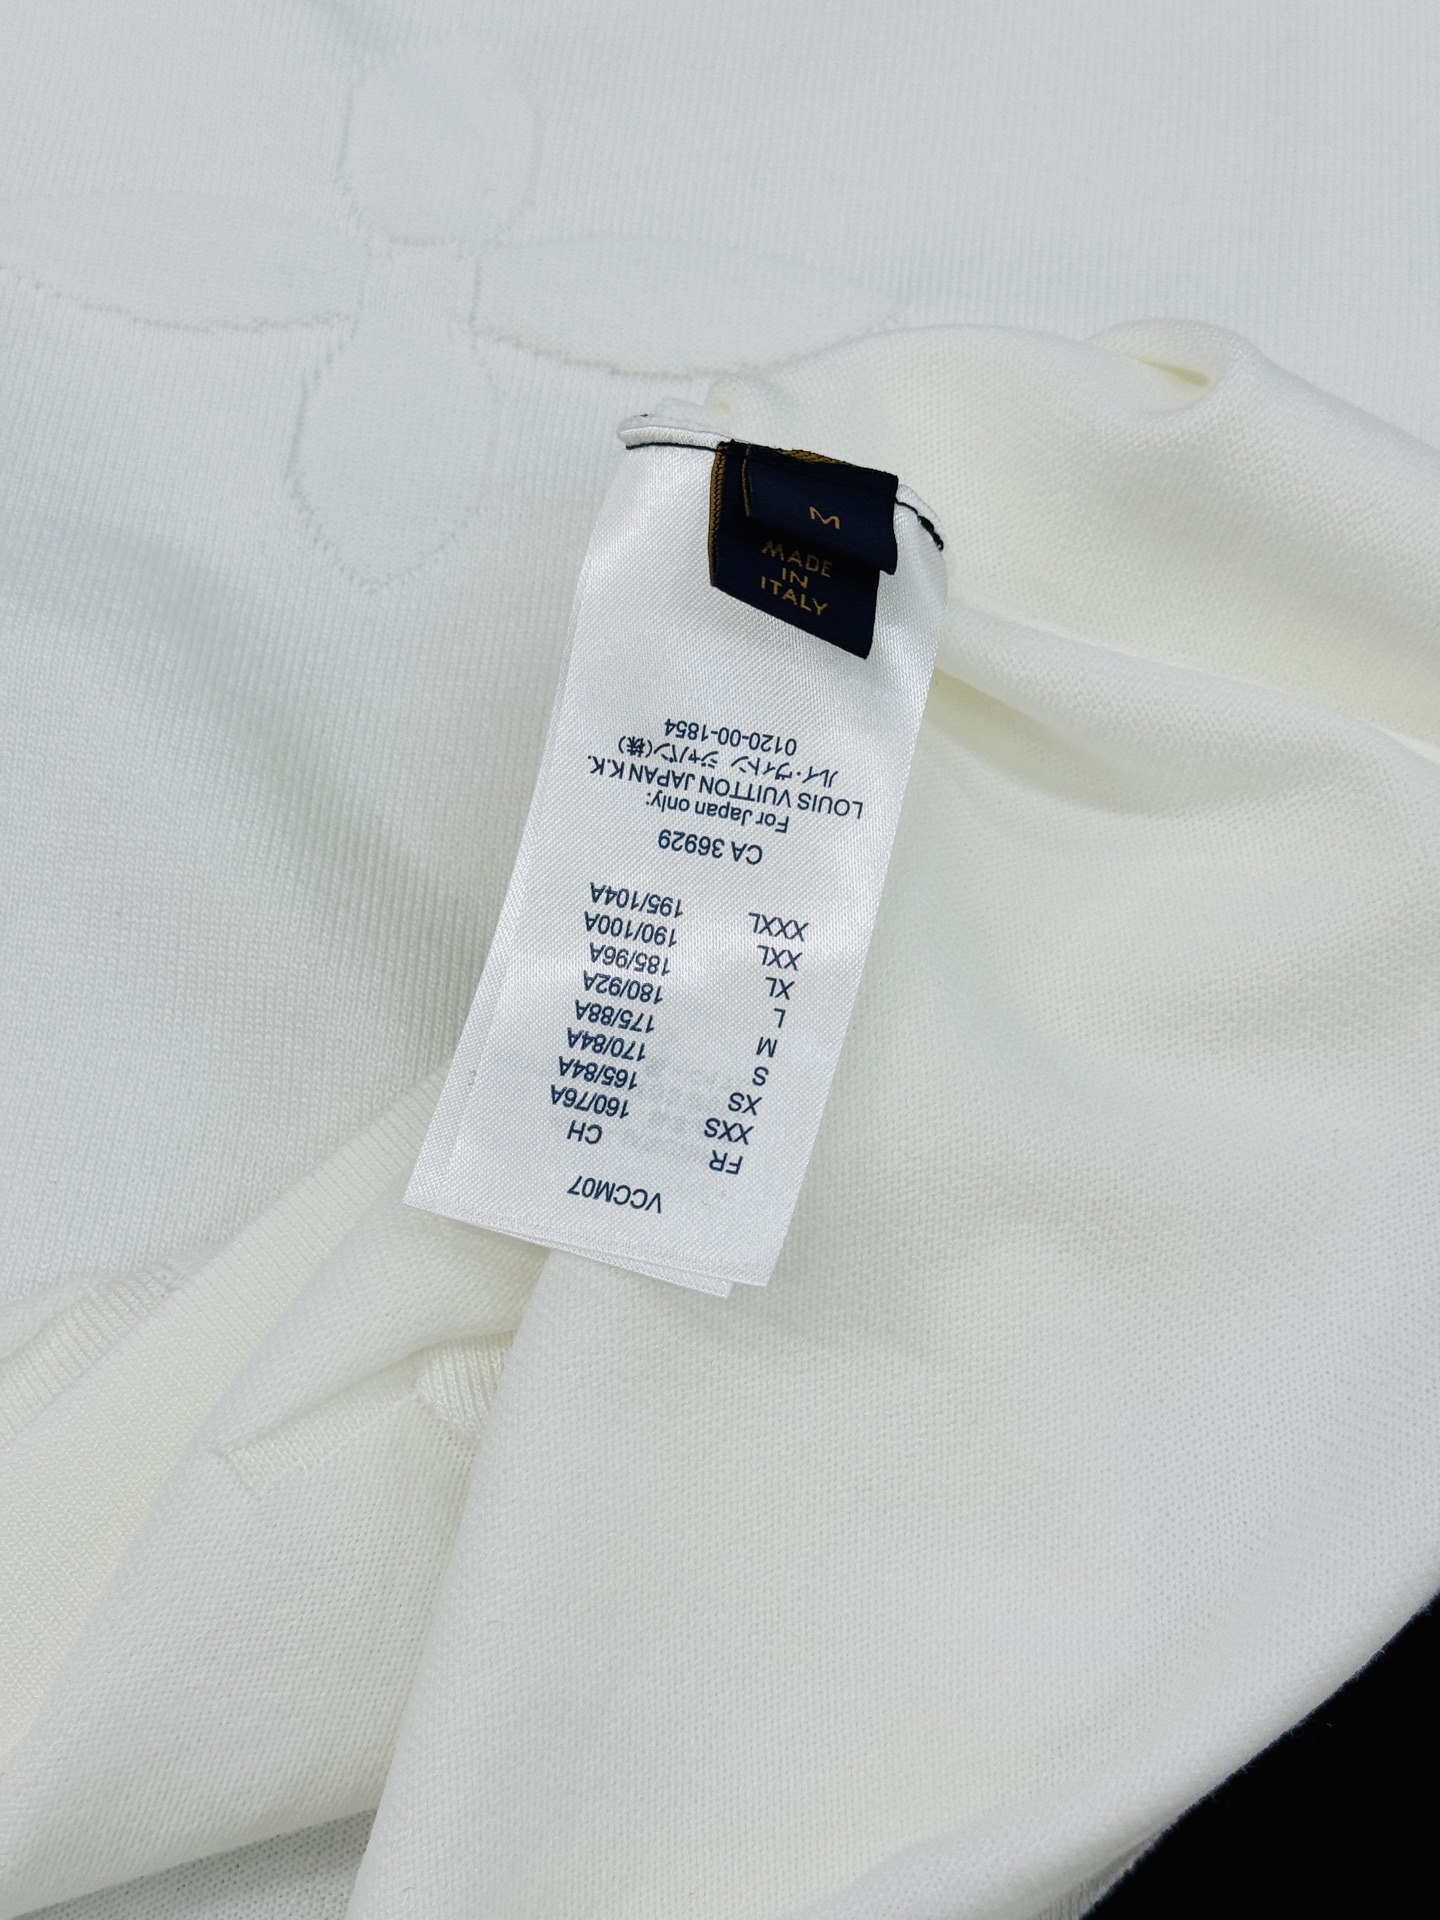 M
MADE
IN
ITALY
VCCM07
FR CH
XXS 160/76A
XS 165/84A
S 170/84A
M 175/88A
L 180/92A
XL 185/96A
XXL 190/100A
XXXL 195/104A
CA 36929
For Japan only:
LOUIS VUITTON JAPAN K.K.
ルイ・ヴィトン ジャパン(株)
0120-00-1854